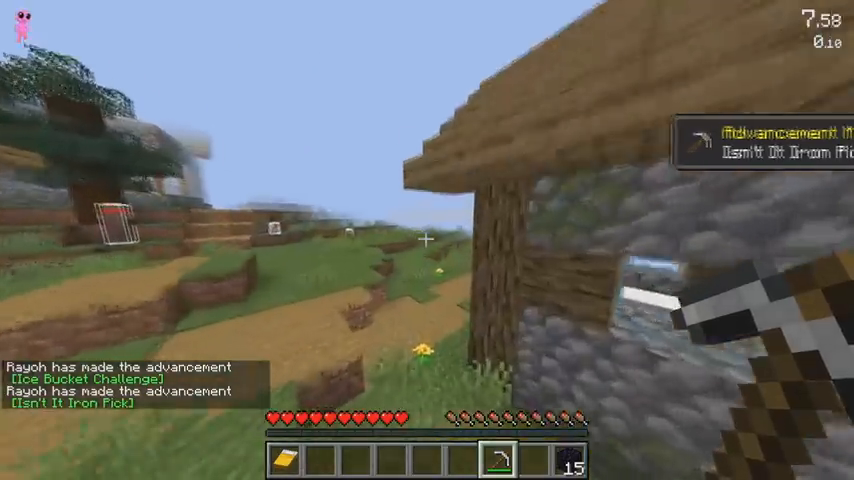 7.58
0.10
Advancement M
Isn't It Iron Pic
Rayoh has made the advancement
[Ice Bucket Challenge]
Rayoh has made the advancement
[Isn't It Iron Pick]
15